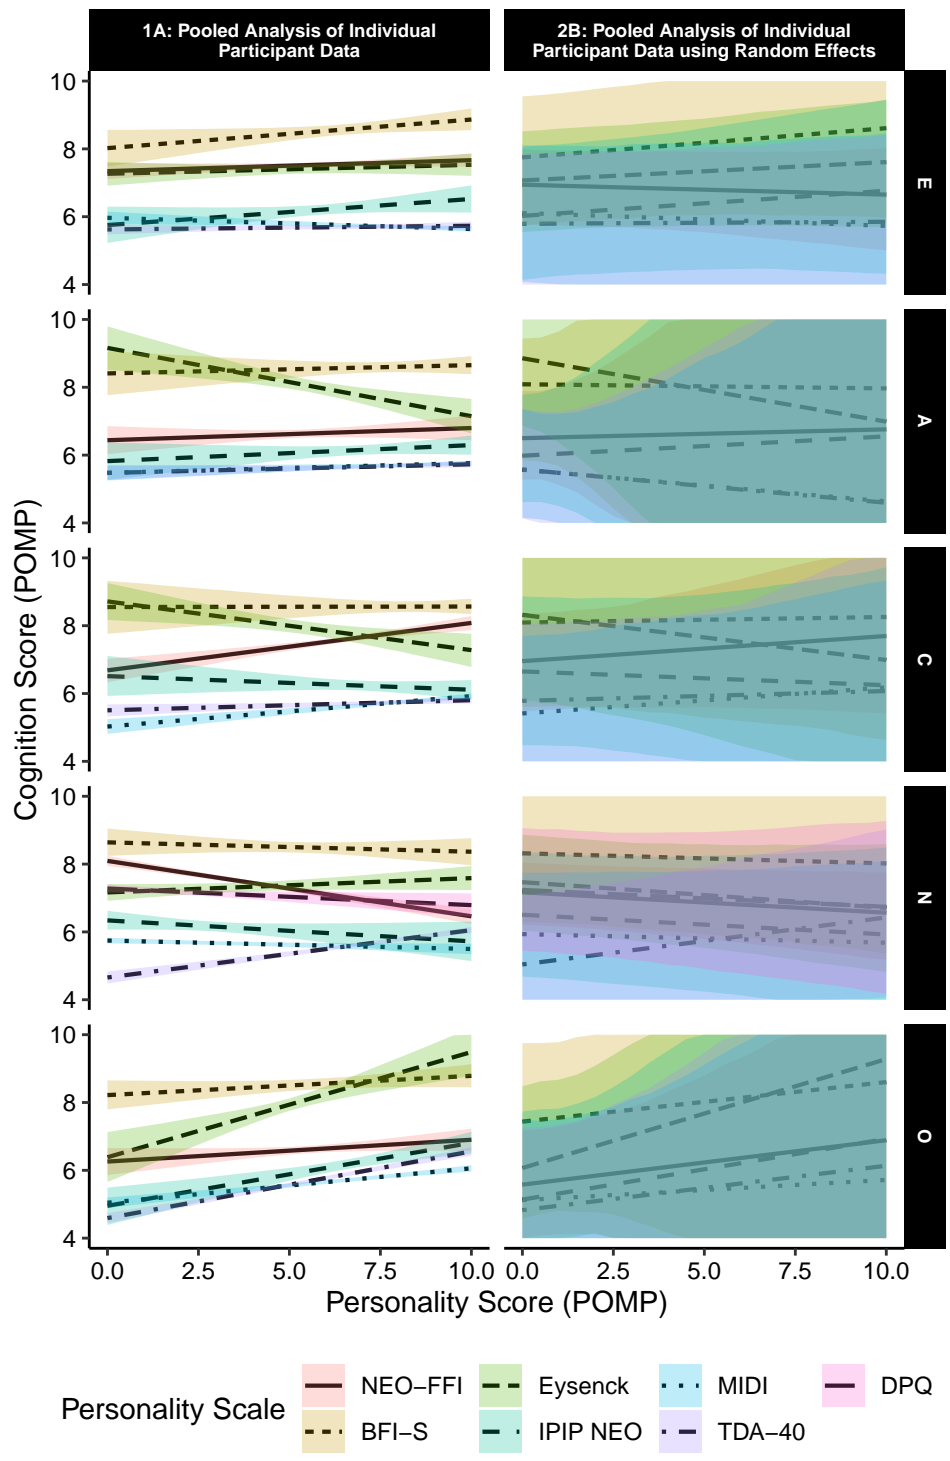 1A: Pooled Analysis of Individual
Participant Data
2B: Pooled Analysis of Individual
Participant Data using Random Effects
Cognition Score (POMP)
10
8
6
4
E
10
8
6
4
A
10
8
6
4
C
10
8
6
4
N
10
8
6
4
O
0.0 2.5 5.0 7.5 10.0 0.0 2.5 5.0 7.5 10.0
Personality Score (POMP)
Personality Scale
NEO−FFI Eysenck MIDI DPQ
BFI−S IPIP NEO TDA−40